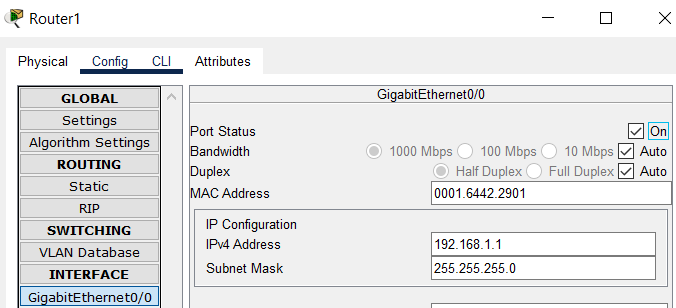 Router1
Physical Config CLI Attributes
GLOBAL
Settings
Algorithm Settings
ROUTING
Static
RIP
SWITCHING
VLAN Database
INTERFACE
GigabitEthernet0/0
GigabitEthernet0/0
Port Status On
Bandwidth 1000 Mbps 100 Mbps 10 Mbps Auto
Duplex Half Duplex Full Duplex Auto
MAC Address 0001.6442.2901
IP Configuration
IPv4 Address 192.168.1.1
Subnet Mask 255.255.255.0